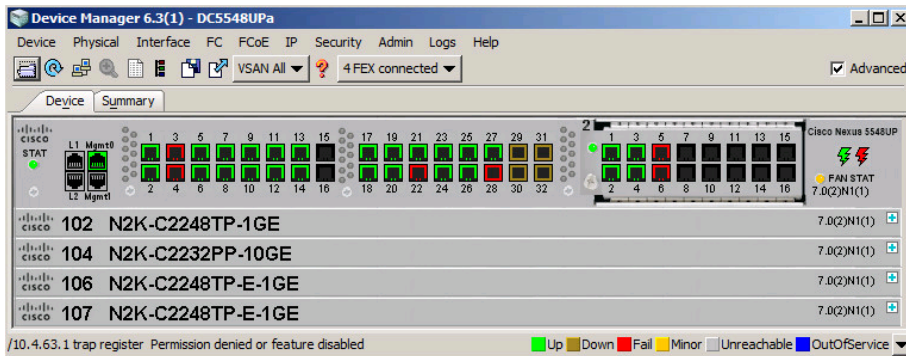 Device Manager 6.3(1) - DC5548UPa
Device Physical Interface FC FCoE IP Security Admin Logs Help
VSAN All 4 FEX connected Advanced
Device Summary
cisco
STAT
L1 Mgmt0
L2 Mgmt1
1 3 5 7 9 11 13 15 17 19 21 23 25 27 29 31
2 4 6 8 10 12 14 16 18 20 22 24 26 28 30 32
2
1 3 5 7 9 11 13 15
2 4 6 8 10 12 14 16
Cisco Nexus 5548UP
FAN STAT
7.0(2)N1(1)
cisco 102 N2K-C2248TP-1GE 7.0(2)N1(1)
cisco 104 N2K-C2232PP-10GE 7.0(2)N1(1)
cisco 106 N2K-C2248TP-E-1GE 7.0(2)N1(1)
cisco 107 N2K-C2248TP-E-1GE 7.0(2)N1(1)
/10.4.63.1 trap register Permission denied or feature disabled Up Down Fail Minor Unreachable OutOfService